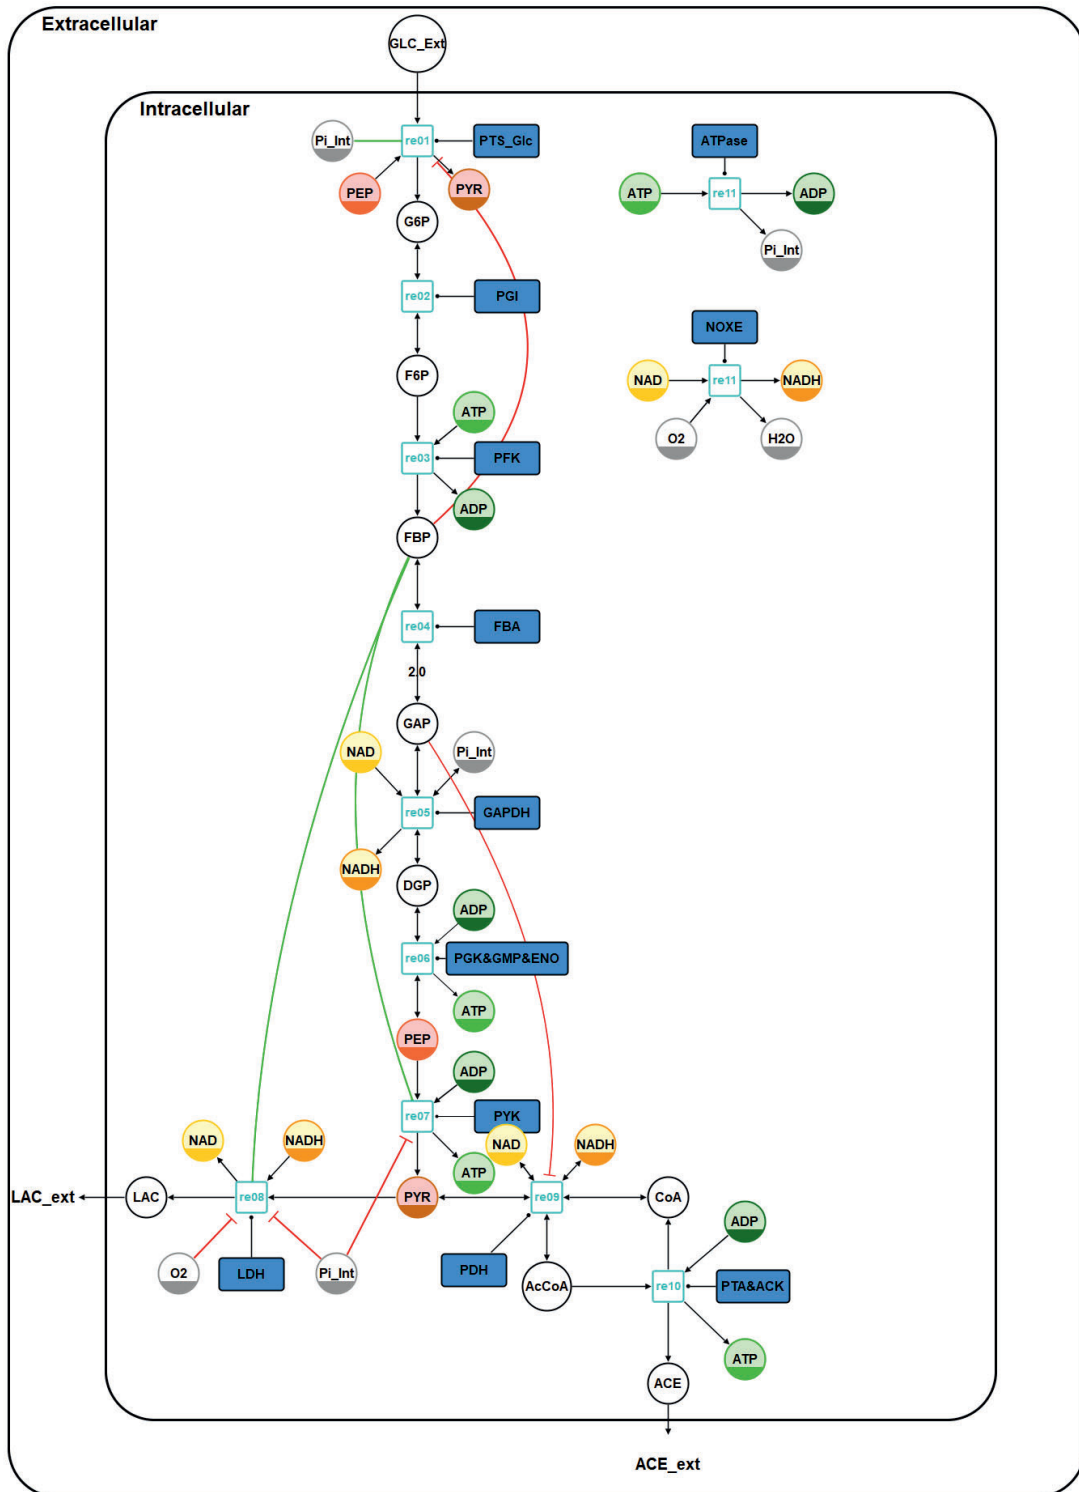 Extracellular
GLC_Ext
Intracellular
Pi_Int
re01
PTS_Glc
ATPase
PEP
PYR
ATP
re11
ADP
G6P
Pi_Int
re02
PGI
NOXE
F6P
NAD
re11
NADH
ATP
O2
H2O
re03
PFK
ADP
FBP
re04
FBA
2.0
GAP
NAD
Pi_Int
re05
GAPDH
NADH
DGP
ADP
re06
PGK&GMP&ENO
ATP
PEP
ADP
re07
PYK
NAD
NADH
NAD
NADH
ATP
LAC_ext
LAC
re08
PYR
re09
CoA
ADP
O2
LDH
Pi_Int
PDH
AcCoA
re10
PTA&ACK
ATP
ACE
ACE_ext